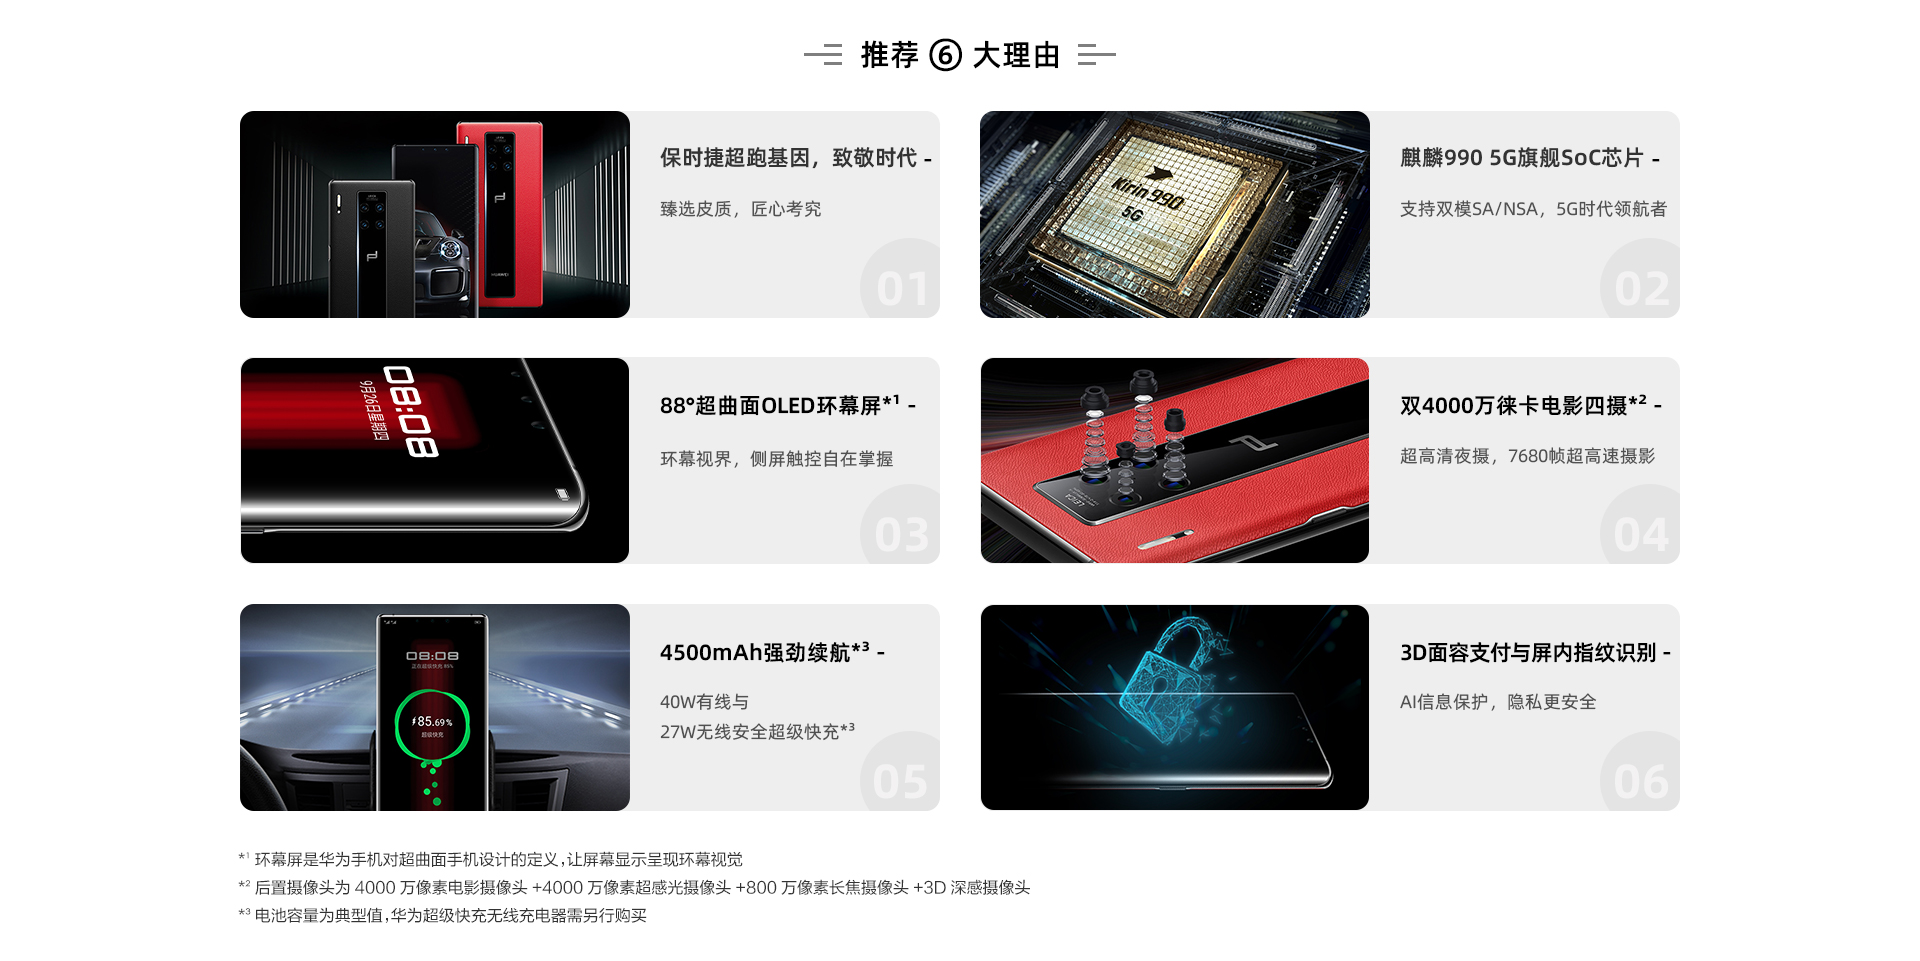 推荐 ⑥ 大理由
保时捷超跑基因，致敬时代 -
臻选皮质，匠心考究
01
Kirin 990
5G
麒麟990 5G旗舰SoC芯片 -
支持双模SA/NSA，5G时代领航者
02
08:08
9月26日星期四
88°超曲面OLED环幕屏*¹ -
环幕视界，侧屏触控自在掌握
03
LEICA
双4000万徕卡电影四摄*² -
超高清夜摄，7680帧超高速摄影
04
08:08
正在超级快充 85%
85.69%
超级快充
4500mAh强劲续航*³ -
40W有线与
27W无线安全超级快充*³
05
3D面容支付与屏内指纹识别 -
AI信息保护，隐私更安全
06
*¹ 环幕屏是华为手机对超曲面手机设计的定义,让屏幕显示呈现环幕视觉
*² 后置摄像头为 4000 万像素电影摄像头 +4000 万像素超感光摄像头 +800 万像素长焦摄像头 +3D 深感摄像头
*³ 电池容量为典型值,华为超级快充无线充电器需另行购买